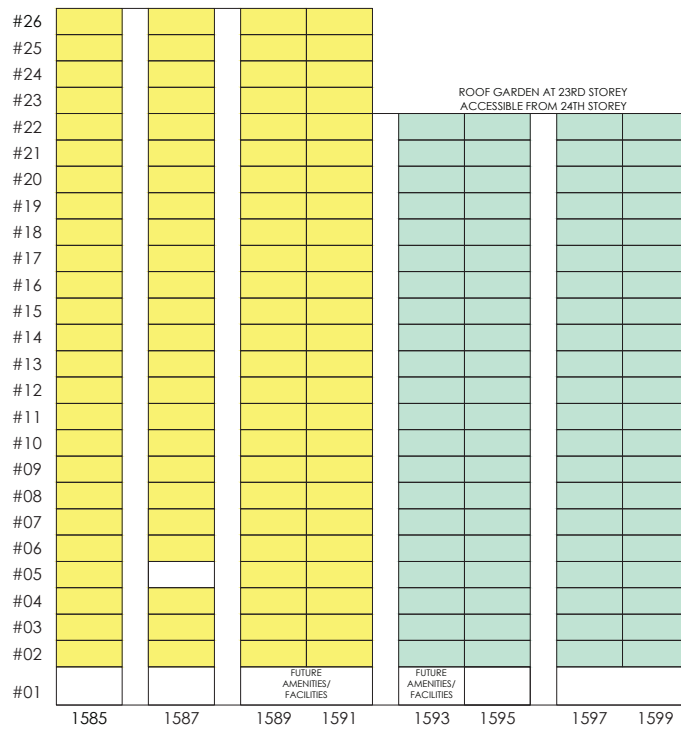 #26
#25
#24
#23
ROOF GARDEN AT 23RD STOREY
ACCESSIBLE FROM 24TH STOREY
#22
#21
#20
#19
#18
#17
#16
#15
#14
#13
#12
#11
#10
#09
#08
#07
#06
#05
#04
#03
#02
#01
FUTURE
AMENITIES/
FACILITIES
FUTURE
AMENITIES/
FACILITIES
1585 1587 1589 1591 1593 1595 1597 1599